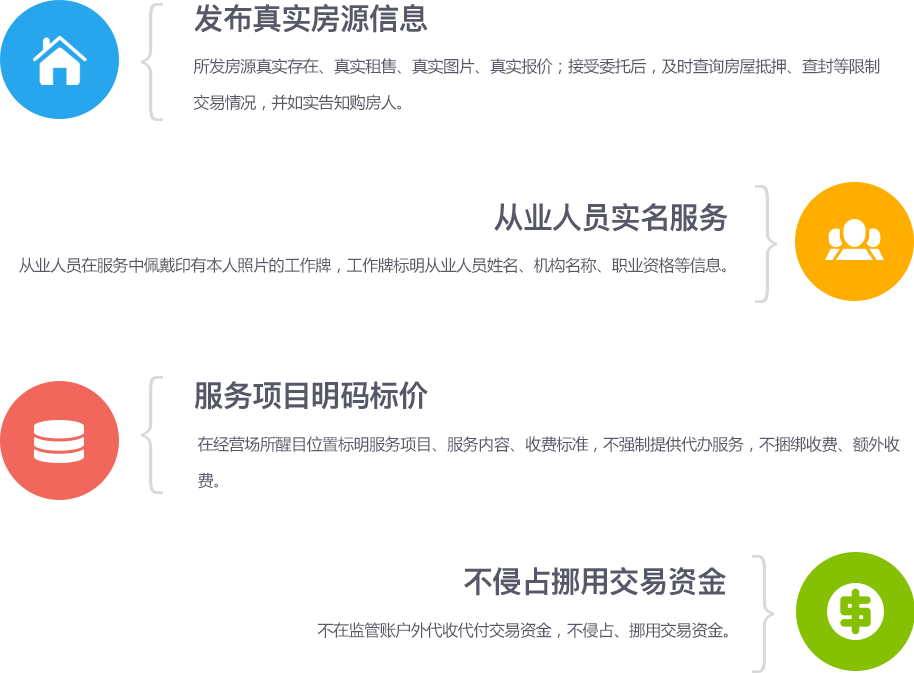 发布真实房源信息
所发房源真实存在、真实租售、真实图片、真实报价；接受委托后，及时查询房屋抵押、查封等限制
交易情况，并如实告知购房人。
从业人员实名服务
从业人员在服务中佩戴印有本人照片的工作牌，工作牌标明从业人员姓名、机构名称、职业资格等信息。
服务项目明码标价
在经营场所醒目位置标明服务项目、服务内容、收费标准，不强制提供代办服务，不捆绑收费、额外收
费。
不侵占挪用交易资金
不在监管账户外代收代付交易资金，不侵占、挪用交易资金。